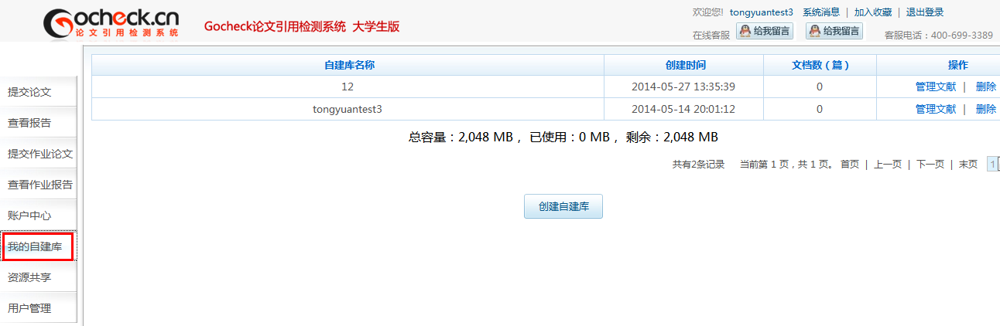 Gocheck.cn
论文引用检测系统
Gocheck论文引用检测系统 大学生版
欢迎您! tongyuantest3 系统消息 | 加入收藏 | 退出登录
在线客服 给我留言 给我留言 客服电话:400-699-3389
提交论文
查看报告
提交作业论文
查看作业报告
账户中心
我的自建库
资源共享
用户管理
自建库名称 创建时间 文档数(篇) 操作
12 2014-05-27 13:35:39 0 管理文献 | 删除
tongyuantest3 2014-05-14 20:01:12 0 管理文献 | 删除
总容量:2,048 MB, 已使用:0 MB, 剩余:2,048 MB
共有2条记录 当前第 1 页,共 1 页。 首页 | 上一页 | 下一页 | 末页 1
创建自建库